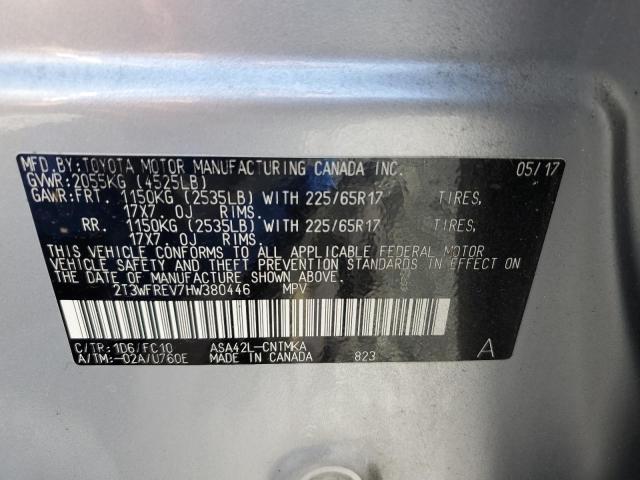 MFD.BY:TOYOTA MOTOR MANUFACTURING CANADA INC. 05/17
GVWR:2055KG (4525LB)
GAWR:FRT. 1150KG (2535LB) WITH 225/65R17 TIRES,
17X7.0J RIMS.
RR. 1150KG (2535LB) WITH 225/65R17 TIRES,
17X7.0J RIMS.
THIS VEHICLE CONFORMS TO ALL APPLICABLE FEDERAL MOTOR
VEHICLE SAFETY AND THEFT PREVENTION STANDARDS IN EFFECT ON
THE DATE OF MANUFACTURE SHOWN ABOVE.
2T3WFREV7HW380446 MPV
C/TR:1D6/FC10 ASA42L-CNTMKA
A/TM:-02A/U760E MADE IN CANADA 823 A